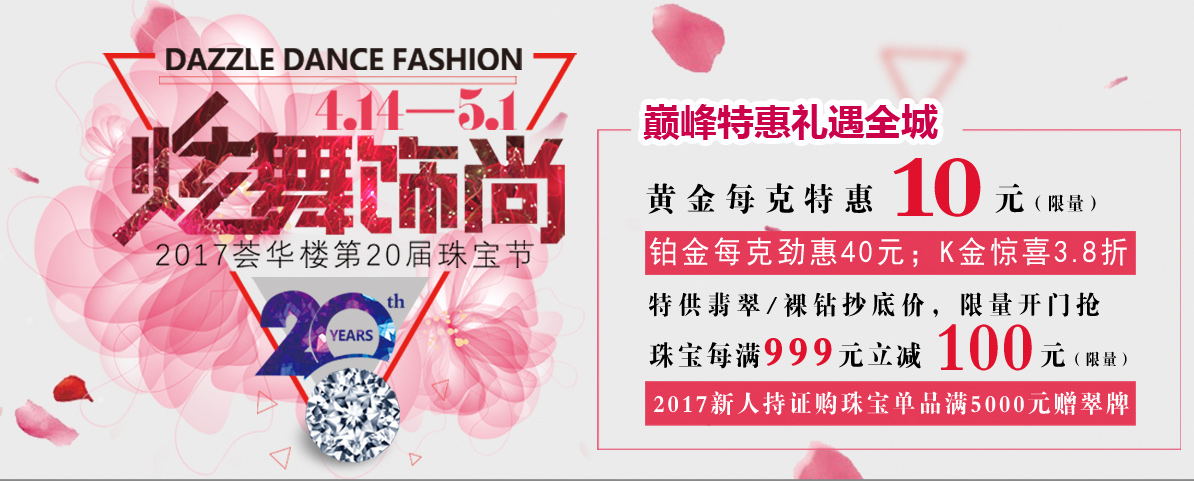 DAZZLE DANCE FASHION
4.14—5.1
炫舞饰尚
2017荟华楼第20届珠宝节
20th
YEARS
巅峰特惠礼遇全城
黄金每克特惠10元(限量)
铂金每克劲惠40元；K金惊喜3.8折
特供翡翠/裸钻抄底价，限量开门抢
珠宝每满999元立减100元(限量)
2017新人持证购珠宝单品满5000元赠翠牌